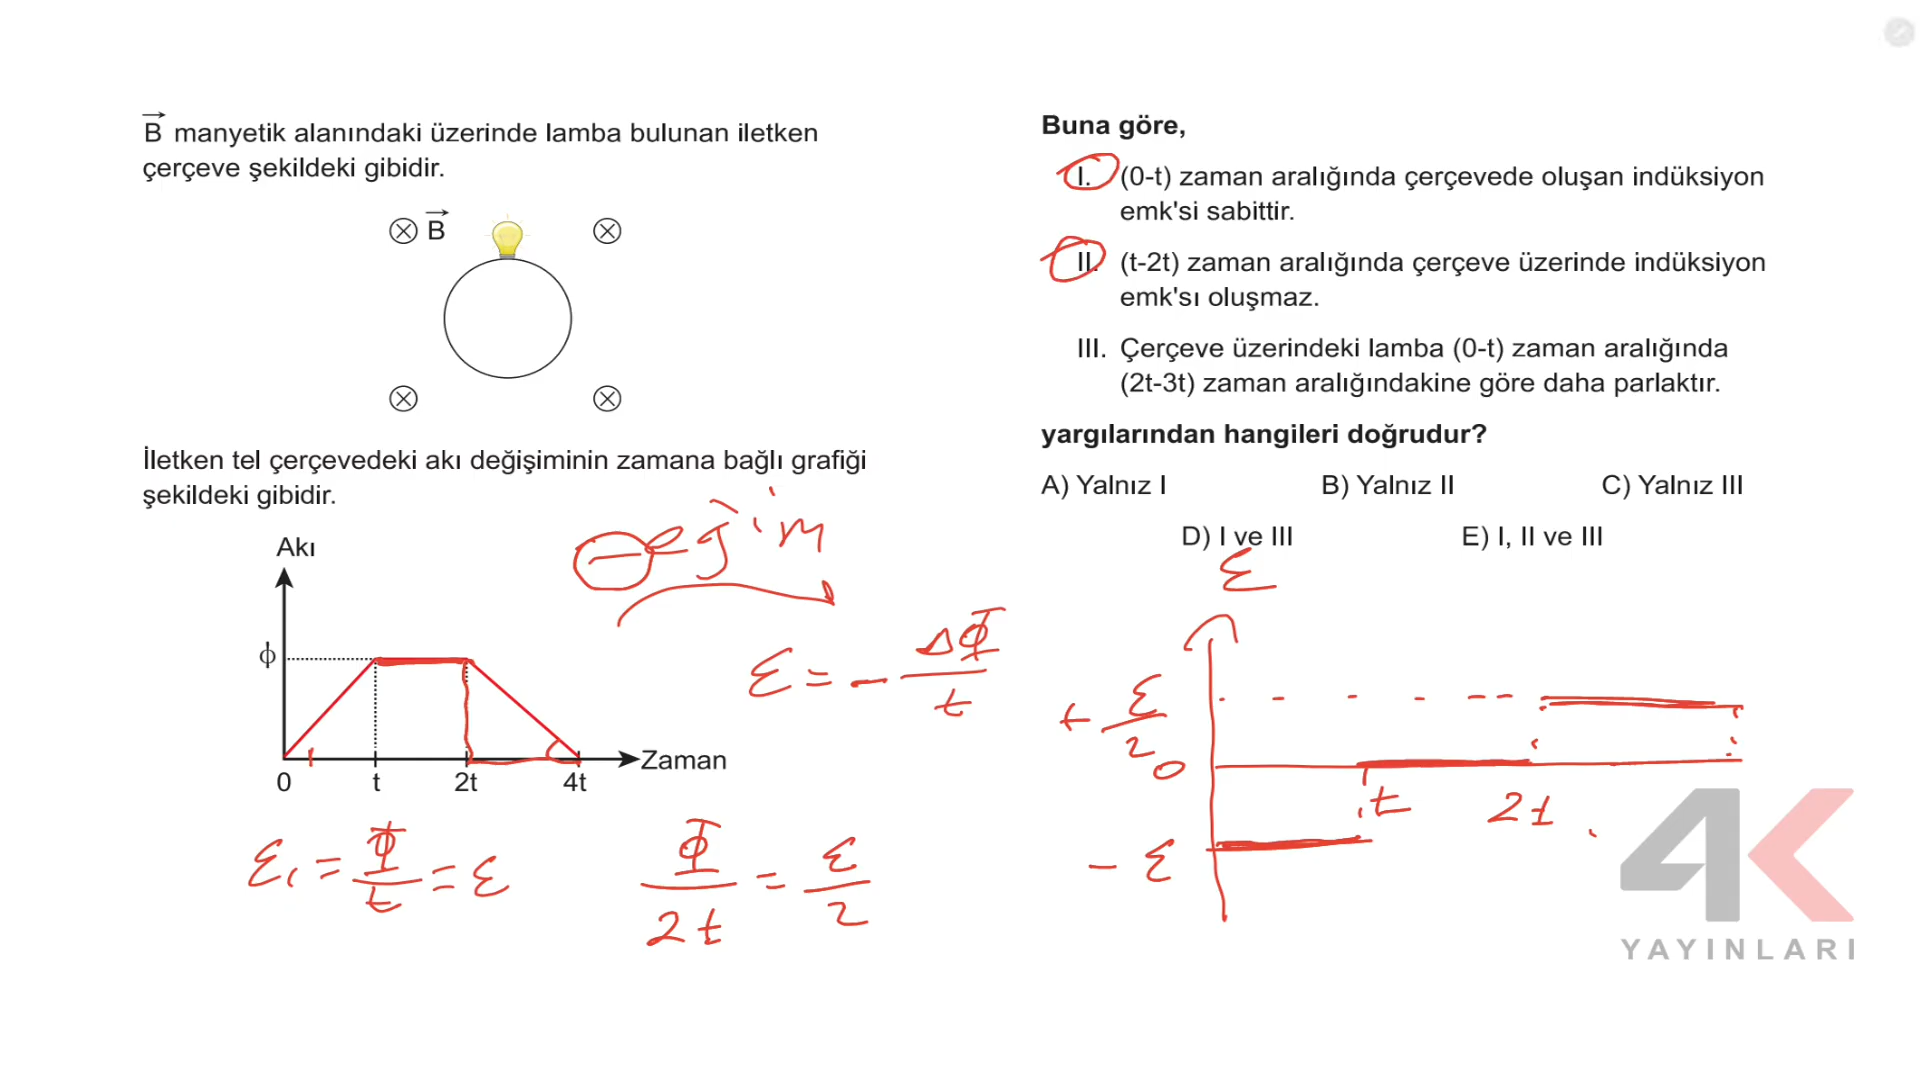 B manyetik alanındaki üzerinde lamba bulunan iletken
çerçeve şekildeki gibidir.
B
İletken tel çerçevedeki akı değişiminin zamana bağlı grafiği
şekildeki gibidir.
- eğim
Akı
ϕ
ε = - ΔΦ / t
0 t 2t 4t Zaman
ε₁ = Φ / t = ε
Φ / 2t = ε / 2
Buna göre,
I. (0-t) zaman aralığında çerçevede oluşan indüksiyon
emk'si sabittir.
II. (t-2t) zaman aralığında çerçeve üzerinde indüksiyon
emk'sı oluşmaz.
III. Çerçeve üzerindeki lamba (0-t) zaman aralığında
(2t-3t) zaman aralığındakine göre daha parlaktır.
yargılarından hangileri doğrudur?
A) Yalnız I B) Yalnız II C) Yalnız III
D) I ve III E) I, II ve III
ε
+ ε / 2
0
t 2t
- ε
4K
YAYINLARI